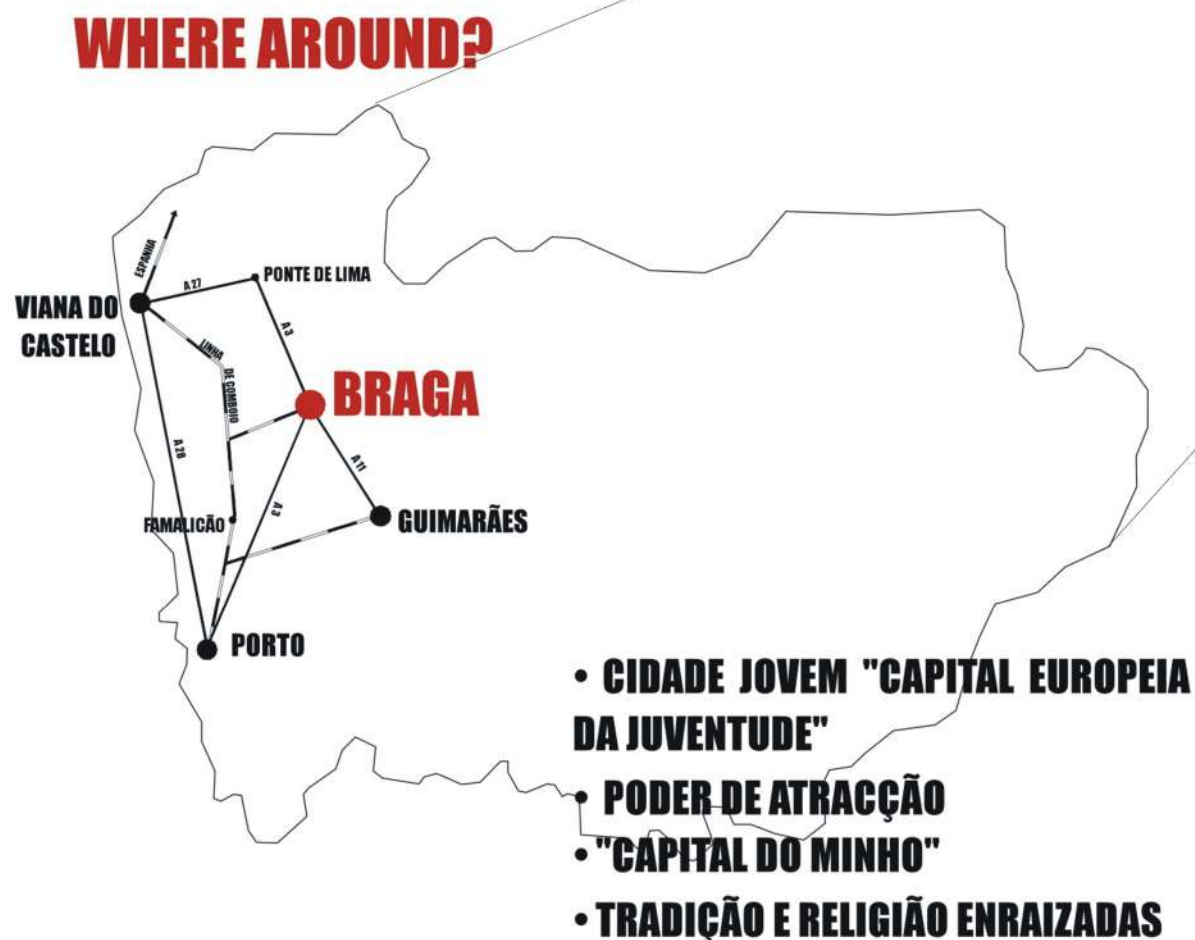 WHERE AROUND?
ESPANHA
PONTE DE LIMA
A 27
VIANA DO
CASTELO
A 3
LINHA
DE COMBOIO
BRAGA
A 28
A 11
A 3
FAMALICÃO
GUIMARÃES
PORTO
• CIDADE JOVEM "CAPITAL EUROPEIA
DA JUVENTUDE"
• PODER DE ATRACÇÃO
• "CAPITAL DO MINHO"
• TRADIÇÃO E RELIGIÃO ENRAIZADAS